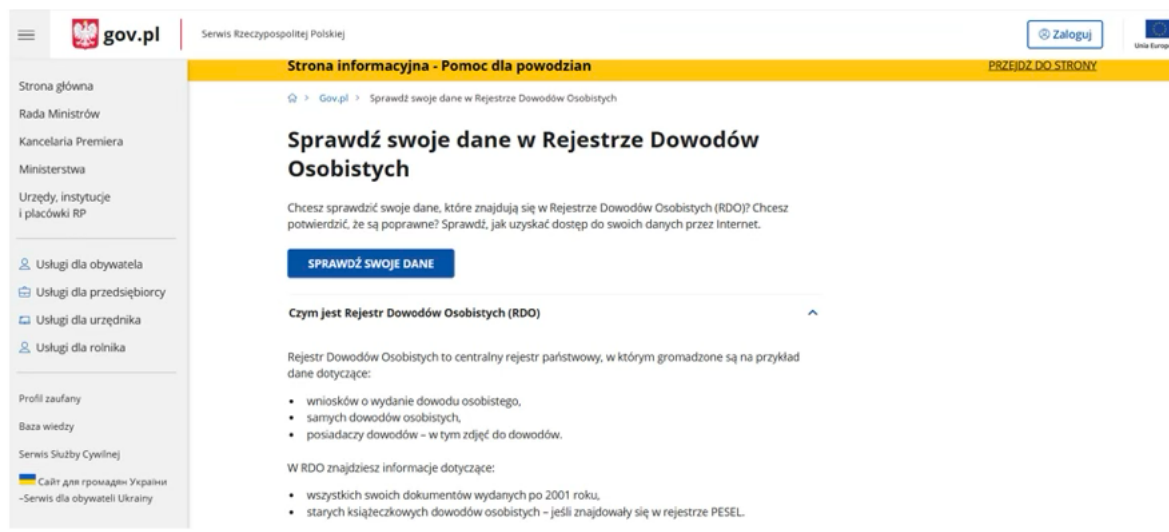 gov.pl
Serwis Rzeczypospolitej Polskiej
Zaloguj
Strona główna
Rada Ministrów
Kancelaria Premiera
Ministerstwa
Urzędy, instytucje
i placówki RP
Usługi dla obywatela
Usługi dla przedsiębiorcy
Usługi dla urzędnika
Usługi dla rolnika
Profil zaufany
Baza wiedzy
Serwis Służby Cywilnej
Сайт для громадян України
–Serwis dla obywateli Ukrainy
Strona informacyjna - Pomoc dla powodzian
PRZEJDŹ DO STRONY
Gov.pl > Sprawdź swoje dane w Rejestrze Dowodów Osobistych
Sprawdź swoje dane w Rejestrze Dowodów
Osobistych
Chcesz sprawdzić swoje dane, które znajdują się w Rejestrze Dowodów Osobistych (RDO)? Chcesz
potwierdzić, że są poprawne? Sprawdź, jak uzyskać dostęp do swoich danych przez Internet.
SPRAWDŹ SWOJE DANE
Czym jest Rejestr Dowodów Osobistych (RDO)
Rejestr Dowodów Osobistych to centralny rejestr państwowy, w którym gromadzone są na przykład
dane dotyczące:
• wniosków o wydanie dowodu osobistego,
• samych dowodów osobistych,
• posiadaczy dowodów – w tym zdjęć do dowodów.
W RDO znajdziesz informacje dotyczące:
• wszystkich swoich dokumentów wydanych po 2001 roku,
• starych książeczkowych dowodów osobistych – jeśli znajdowały się w rejestrze PESEL.